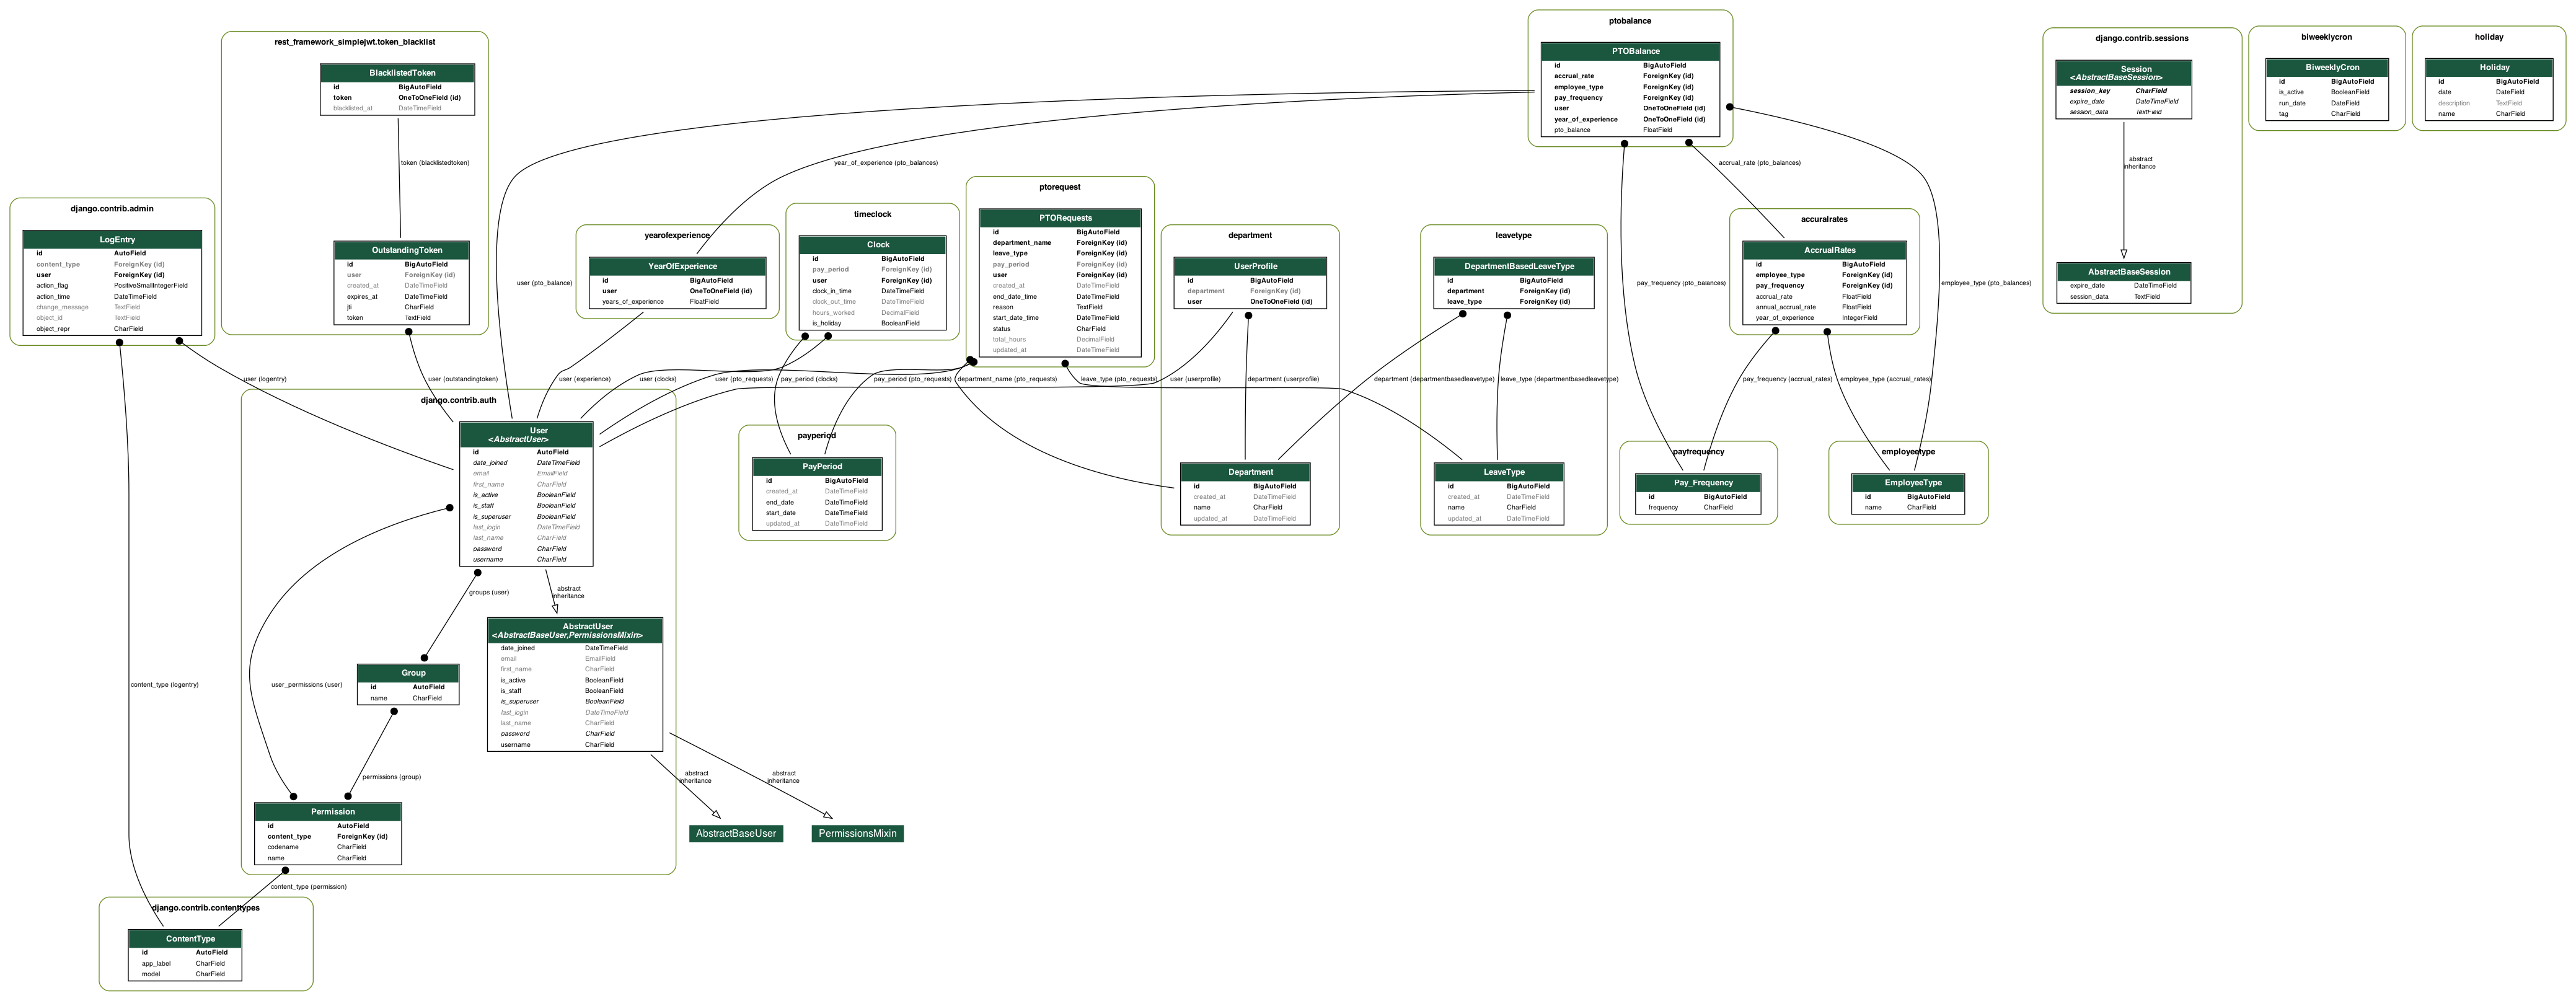 ptobalance
PTOBalance
id BigAutoField
accrual_rate ForeignKey (id)
employee_type ForeignKey (id)
pay_frequency ForeignKey (id)
user OneToOneField (id)
year_of_experience OneToOneField (id)
pto_balance FloatField
rest_framework_simplejwt.token_blacklist
BlacklistedToken
id BigAutoField
token OneToOneField (id)
blacklisted_at DateTimeField
token (blacklistedtoken)
OutstandingToken
id BigAutoField
user ForeignKey (id)
created_at DateTimeField
expires_at DateTimeField
jti CharField
token TextField
django.contrib.sessions
Session
<AbstractBaseSession>
session_key CharField
expire_date DateTimeField
session_data TextField
abstract
inheritance
AbstractBaseSession
expire_date DateTimeField
session_data TextField
biweeklycron
BiweeklyCron
id BigAutoField
is_active BooleanField
run_date DateField
tag CharField
holiday
Holiday
id BigAutoField
date DateField
description TextField
name CharField
django.contrib.admin
LogEntry
id AutoField
content_type ForeignKey (id)
user ForeignKey (id)
action_flag PositiveSmallIntegerField
action_time DateTimeField
change_message TextField
object_id TextField
object_repr CharField
year_of_experience (pto_balances)
accrual_rate (pto_balances)
user (pto_balance)
pay_frequency (pto_balances)
employee_type (pto_balances)
yearofexperience
YearOfExperience
id BigAutoField
user OneToOneField (id)
years_of_experience FloatField
timeclock
Clock
id BigAutoField
pay_period ForeignKey (id)
user ForeignKey (id)
clock_in_time DateTimeField
clock_out_time DateTimeField
hours_worked DecimalField
is_holiday BooleanField
ptorequest
PTORequests
id BigAutoField
department_name ForeignKey (id)
leave_type ForeignKey (id)
pay_period ForeignKey (id)
user ForeignKey (id)
created_at DateTimeField
end_date_time DateTimeField
reason TextField
start_date_time DateTimeField
status CharField
total_hours DecimalField
updated_at DateTimeField
department
UserProfile
id BigAutoField
department ForeignKey (id)
user OneToOneField (id)
leavetype
DepartmentBasedLeaveType
id BigAutoField
department ForeignKey (id)
leave_type ForeignKey (id)
accuralrates
AccrualRates
id BigAutoField
employee_type ForeignKey (id)
pay_frequency ForeignKey (id)
accrual_rate FloatField
annual_accrual_rate FloatField
year_of_experience IntegerField
user (logentry)
user (outstandingtoken)
user (experience)
user (clocks)
user (pto_requests)
pay_period (clocks)
pay_period (pto_requests)
department_name (pto_requests)
leave_type (pto_requests)
user (userprofile)
department (userprofile)
department (departmentbasedleavetype)
leave_type (departmentbasedleavetype)
pay_frequency (accrual_rates)
employee_type (accrual_rates)
django.contrib.auth
User
<AbstractUser>
id AutoField
date_joined DateTimeField
email EmailField
first_name CharField
is_active BooleanField
is_staff BooleanField
is_superuser BooleanField
last_login DateTimeField
last_name CharField
password CharField
username CharField
payperiod
PayPeriod
id BigAutoField
created_at DateTimeField
end_date DateTimeField
start_date DateTimeField
updated_at DateTimeField
Department
id BigAutoField
created_at DateTimeField
name CharField
updated_at DateTimeField
LeaveType
id BigAutoField
created_at DateTimeField
name CharField
updated_at DateTimeField
payfrequency
Pay_Frequency
id BigAutoField
frequency CharField
employeetype
EmployeeType
id BigAutoField
name CharField
groups (user)
abstract
inheritance
AbstractUser
<AbstractBaseUser,PermissionsMixin>
date_joined DateTimeField
email EmailField
first_name CharField
is_active BooleanField
is_staff BooleanField
is_superuser BooleanField
last_login DateTimeField
last_name CharField
password CharField
username CharField
Group
id AutoField
name CharField
content_type (logentry)
user_permissions (user)
permissions (group)
abstract
inheritance
abstract
inheritance
Permission
id AutoField
content_type ForeignKey (id)
codename CharField
name CharField
AbstractBaseUser
PermissionsMixin
content_type (permission)
django.contrib.contenttypes
ContentType
id AutoField
app_label CharField
model CharField